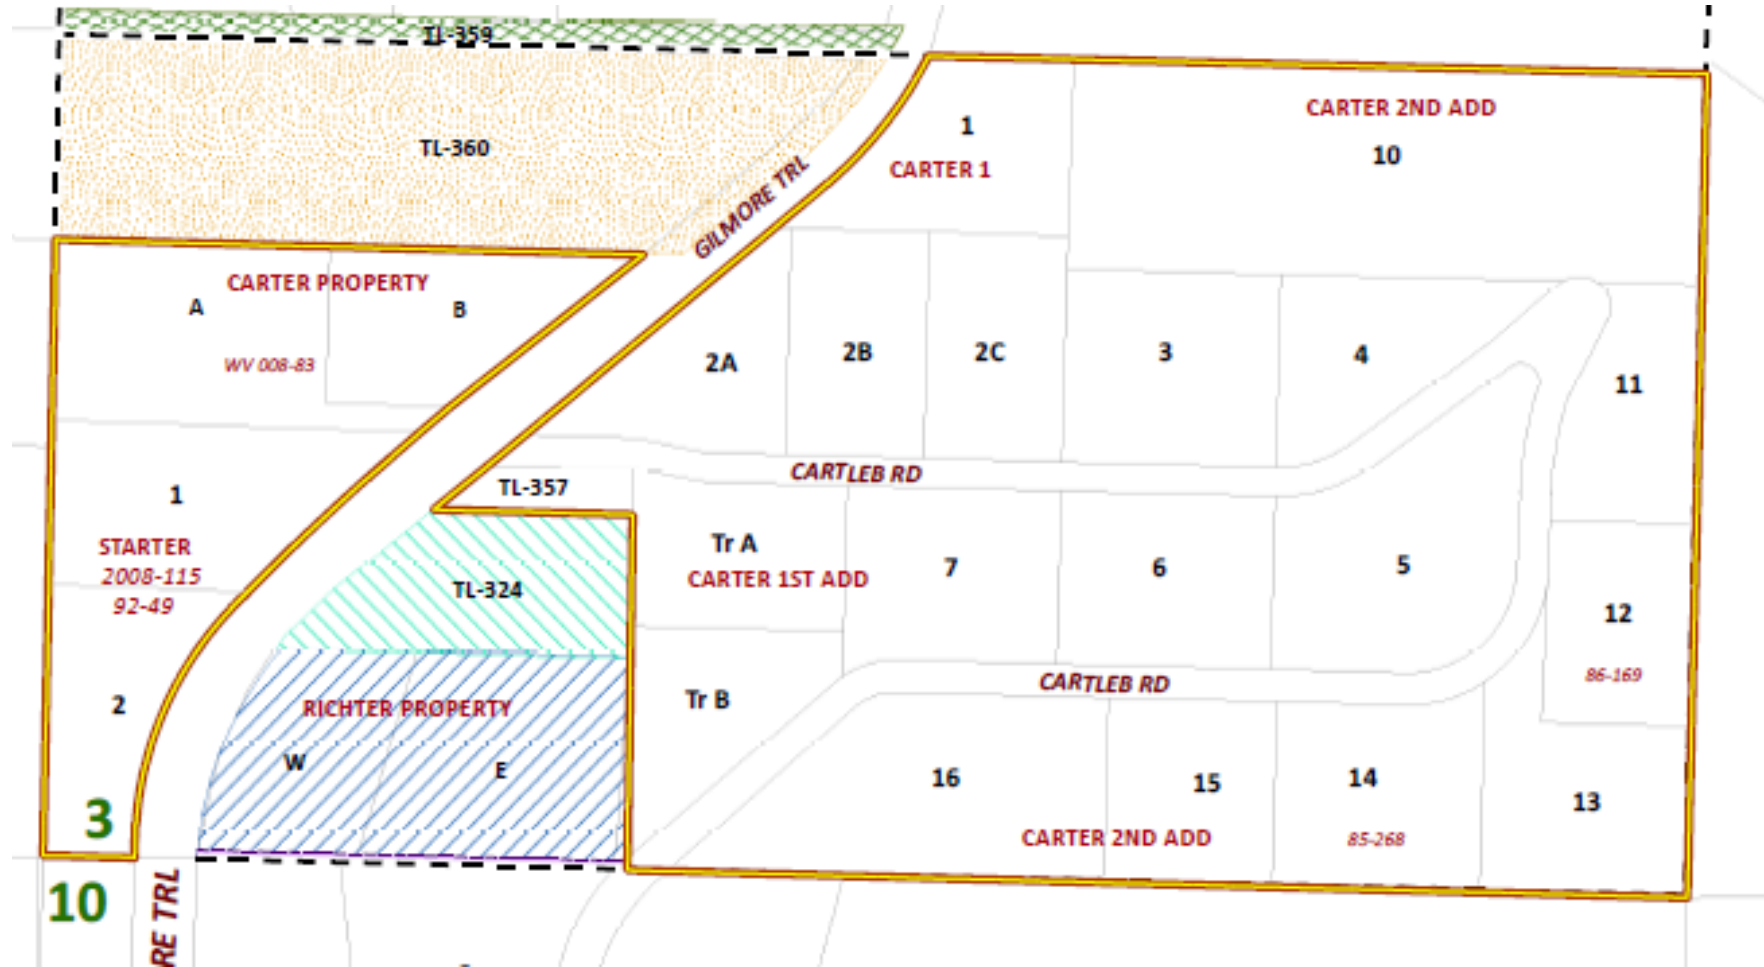 TL-359
CARTER 2ND ADD
10
1
CARTER 1
TL-360
GILMORE TRL
CARTER PROPERTY
A
B
WV 008-83
2A
2B
2C
3
4
11
CARTLEB RD
TL-357
1
STARTER
2008-115
92-49
Tr A
CARTER 1ST ADD
7
6
5
TL-324
12
86-169
CARTLEB RD
Tr B
2
RICHTER PROPERTY
W
E
16
15
14
13
CARTER 2ND ADD
85-268
3
10
RE TRL